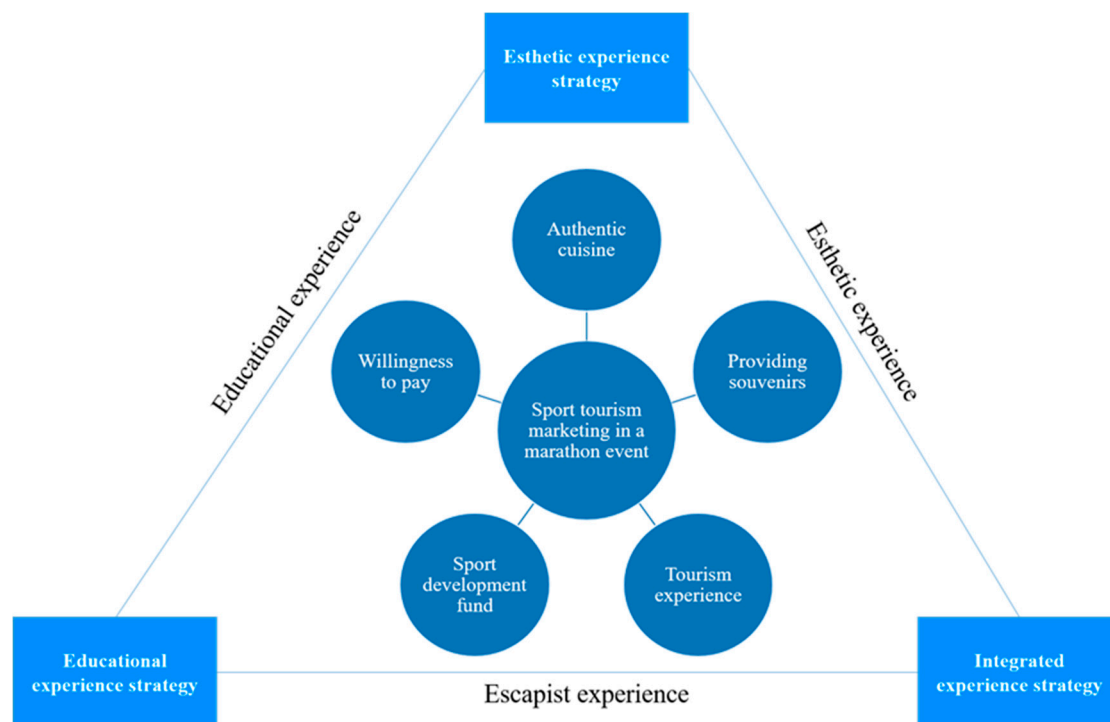 Esthetic experience
strategy
Educational experience
Esthetic experience
Authentic
cuisine
Willingness
to pay
Providing
souvenirs
Sport tourism
marketing in a
marathon event
Sport
development
fund
Tourism
experience
Educational
experience strategy
Escapist experience
Integrated
experience strategy